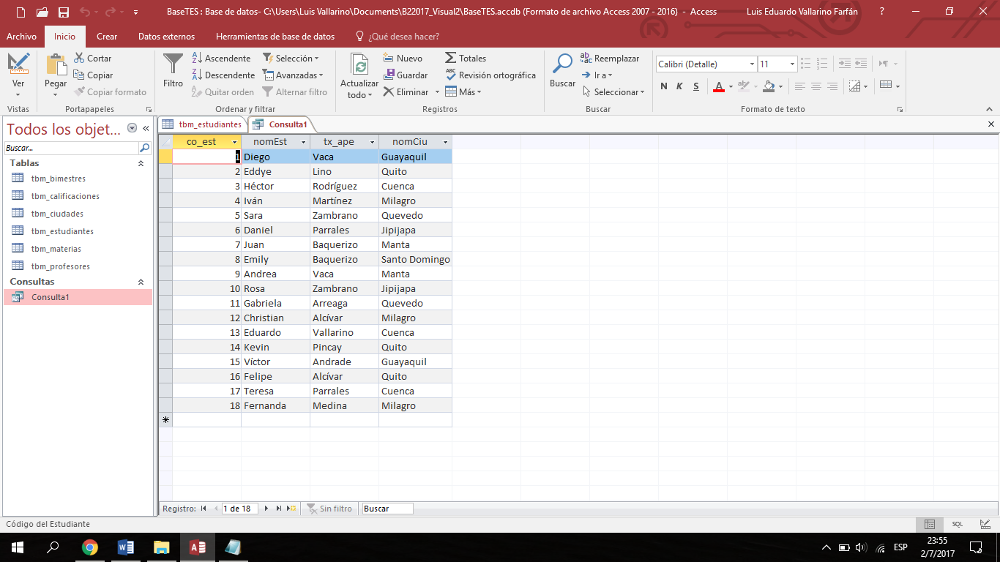 BaseTES : Base de datos- C:\Users\Luis Vallarino\Documents\B22017_Visual2\BaseTES.accdb (Formato de archivo Access 2007 - 2016) - Access Luis Eduardo Vallarino Farfán ?
Archivo Inicio Crear Datos externos Herramientas de base de datos ¿Qué desea hacer?
Ver
Vistas
Pegar
Cortar
Copiar
Copiar formato
Portapapeles
Filtro
Ascendente
Descendente
Quitar orden
Selección
Avanzadas
Alternar filtro
Ordenar y filtrar
Actualizar
todo
Nuevo
Guardar
Eliminar
Totales
Revisión ortográfica
Más
Registros
Buscar
Reemplazar
Ir a
Seleccionar
Buscar
Calibri (Detalle) 11
N K S A
Formato de texto
Todos los objet...
Buscar...
Tablas
tbm_bimestres
tbm_calificaciones
tbm_ciudades
tbm_estudiantes
tbm_materias
tbm_profesores
Consultas
Consulta1
tbm_estudiantes Consulta1
co_est nomEst tx_ape nomCiu
1 Diego Vaca Guayaquil
2 Eddye Lino Quito
3 Héctor Rodríguez Cuenca
4 Iván Martínez Milagro
5 Sara Zambrano Quevedo
6 Daniel Parrales Jipijapa
7 Juan Baquerizo Manta
8 Emily Baquerizo Santo Domingo
9 Andrea Vaca Manta
10 Rosa Zambrano Jipijapa
11 Gabriela Arreaga Quevedo
12 Christian Alcívar Milagro
13 Eduardo Vallarino Cuenca
14 Kevin Pincay Quito
15 Víctor Andrade Guayaquil
16 Felipe Alcívar Quito
17 Teresa Parrales Cuenca
18 Fernanda Medina Milagro
Registro: 1 de 18 Sin filtro Buscar
Código del Estudiante SQL
ESP
23:55
2/7/2017